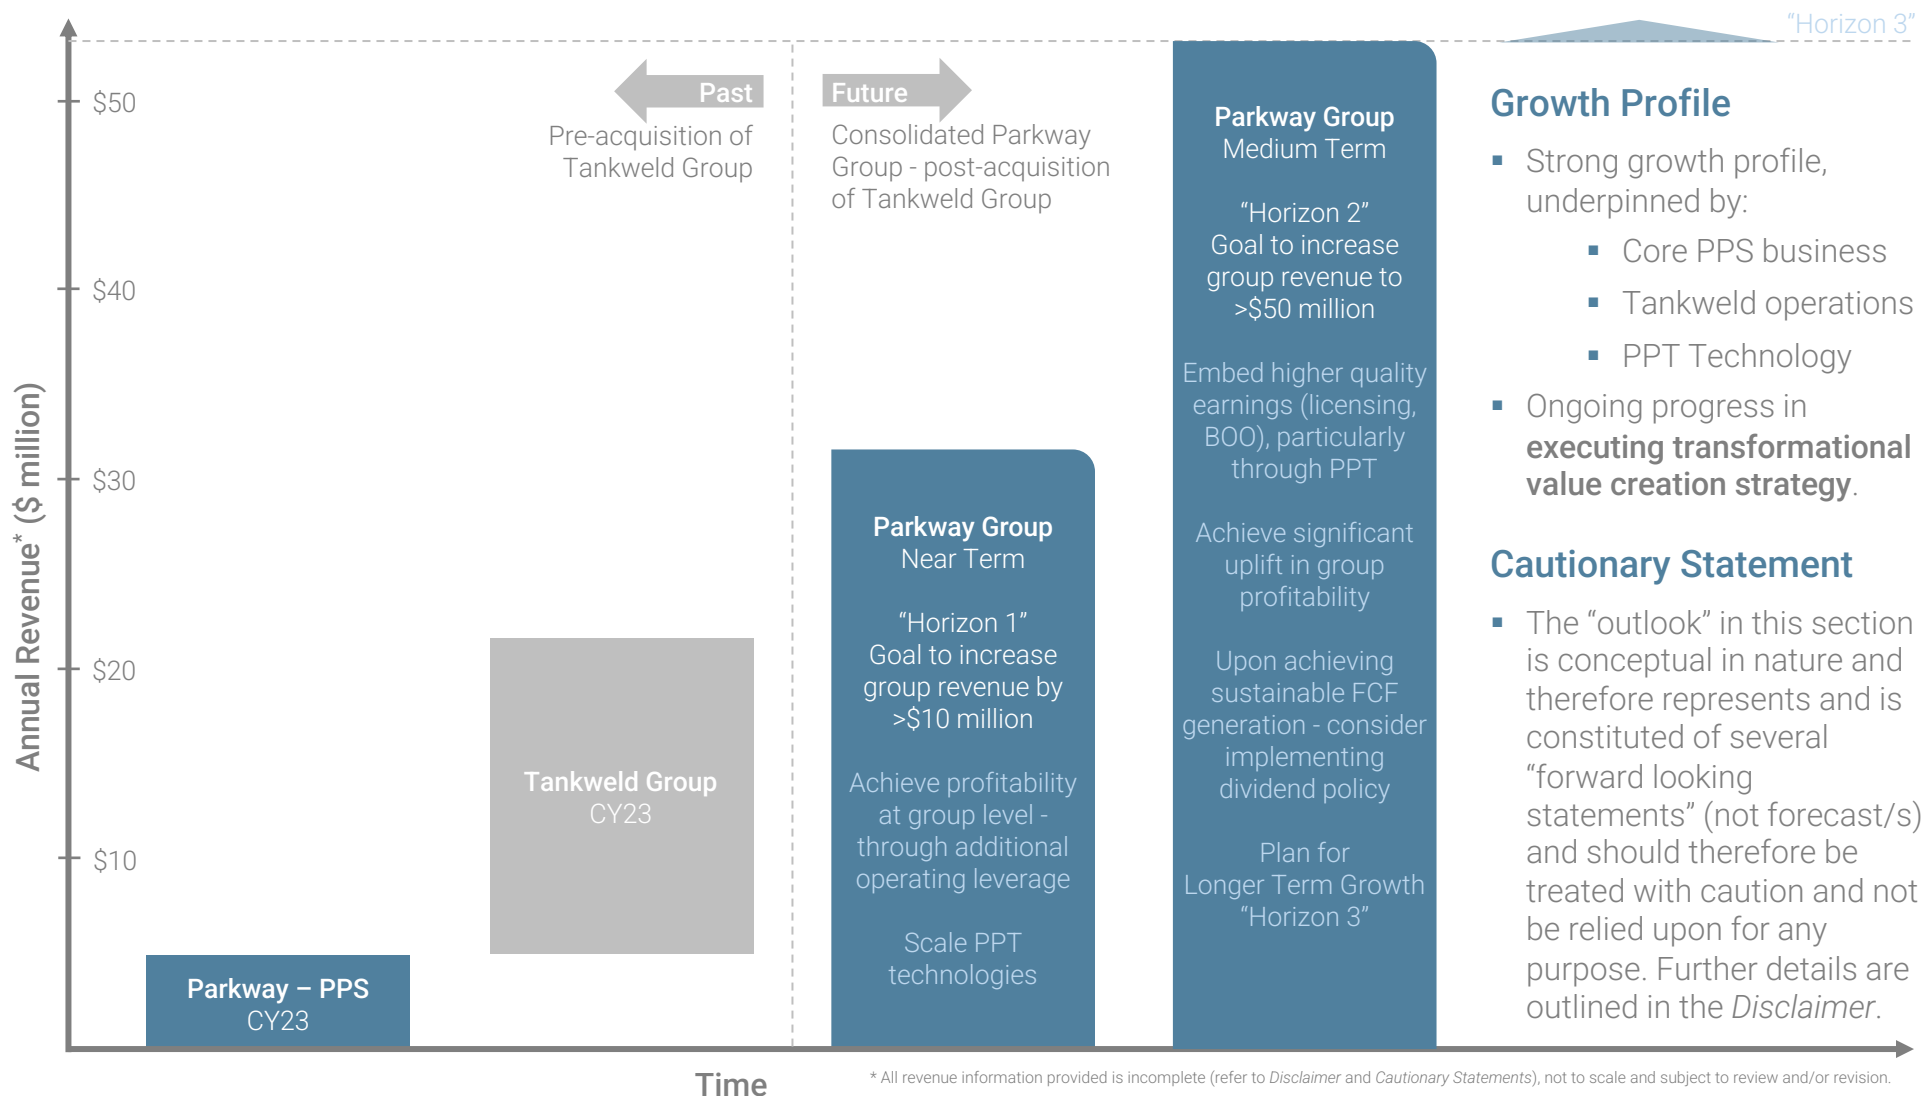 "Horizon 3"
$50
$40
$30
$20
$10
Annual Revenue* ($ million)
Past
Pre-acquisition of
Tankweld Group
Future
Consolidated Parkway
Group - post-acquisition
of Tankweld Group
Parkway – PPS
CY23
Tankweld Group
CY23
Parkway Group
Near Term
“Horizon 1”
Goal to increase
group revenue by
>$10 million
Achieve profitability
at group level -
through additional
operating leverage
Scale PPT
technologies
Parkway Group
Medium Term
“Horizon 2”
Goal to increase
group revenue to
>$50 million
Embed higher quality
earnings (licensing,
BOO), particularly
through PPT
Achieve significant
uplift in group
profitability
Upon achieving
sustainable FCF
generation - consider
implementing
dividend policy
Plan for
Longer Term Growth
“Horizon 3”
Growth Profile
▪ Strong growth profile,
underpinned by:
▪ Core PPS business
▪ Tankweld operations
▪ PPT Technology
▪ Ongoing progress in
executing transformational
value creation strategy.
Cautionary Statement
▪ The “outlook” in this section
is conceptual in nature and
therefore represents and is
constituted of several
“forward looking
statements” (not forecast/s)
and should therefore be
treated with caution and not
be relied upon for any
purpose. Further details are
outlined in the Disclaimer.
Time
* All revenue information provided is incomplete (refer to Disclaimer and Cautionary Statements), not to scale and subject to review and/or revision.